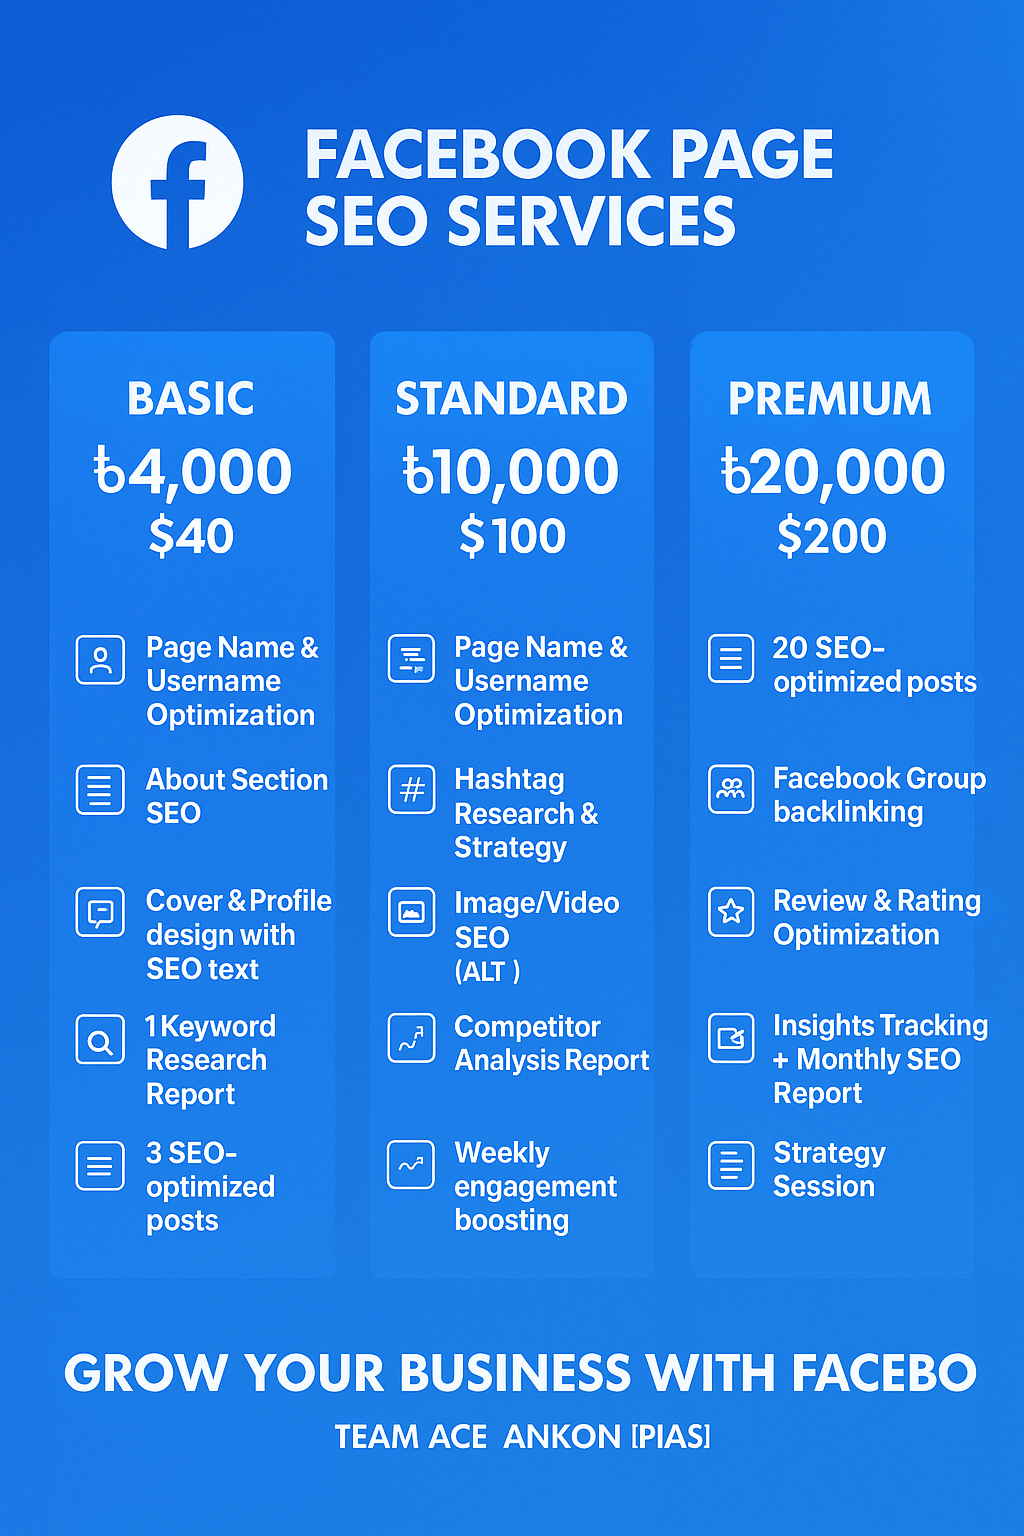 FACEBOOK PAGE
SEO SERVICES
BASIC
৳4,000
$40
Page Name &
Username
Optimization
About Section
SEO
Cover & Profile
design with
SEO text
1 Keyword
Research
Report
3 SEO-
optimized
posts
STANDARD
৳10,000
$100
Page Name &
Username
Optimization
Hashtag
Research &
Strategy
Image/Video
SEO
(ALT )
Competitor
Analysis Report
Weekly
engagement
boosting
PREMIUM
৳20,000
$200
20 SEO-
optimized posts
Facebook Group
backlinking
Review & Rating
Optimization
Insights Tracking
+ Monthly SEO
Report
Strategy
Session
GROW YOUR BUSINESS WITH FACEBO
TEAM ACE ANKON [PIAS]